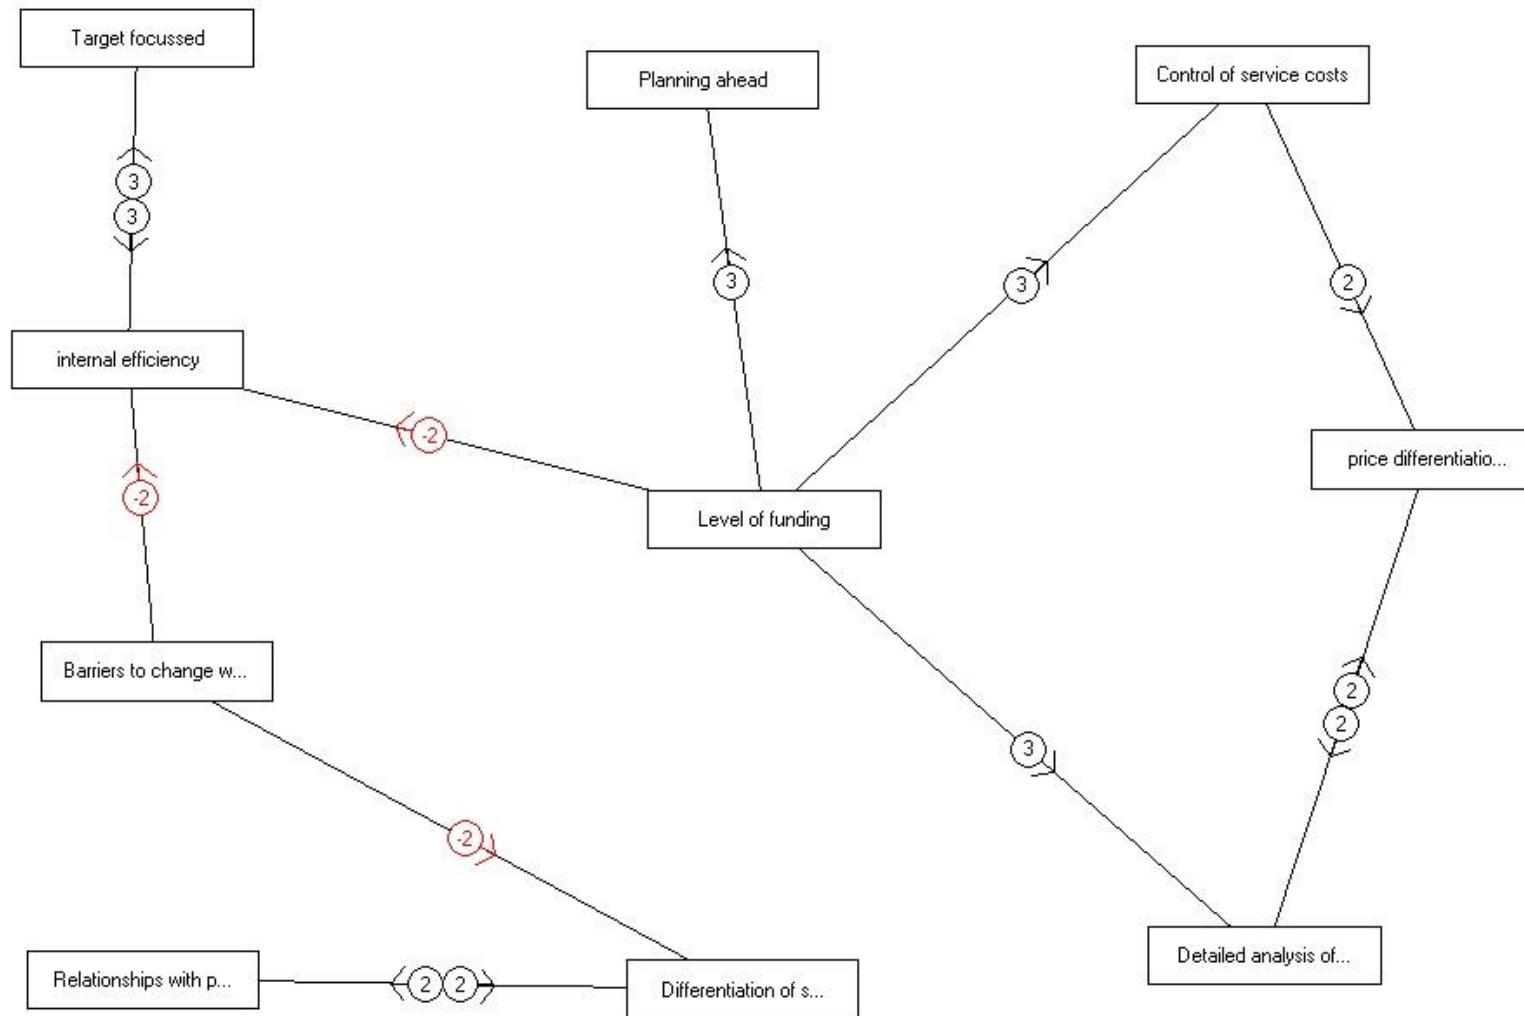 Target focussed
Planning ahead
Control of service costs
3
3
3
3
2
internal efficiency
-2
price differentiatio...
-2
Level of funding
Barriers to change w...
2
2
3
-2
Relationships with p...
2
2
Differentiation of s...
Detailed analysis of...